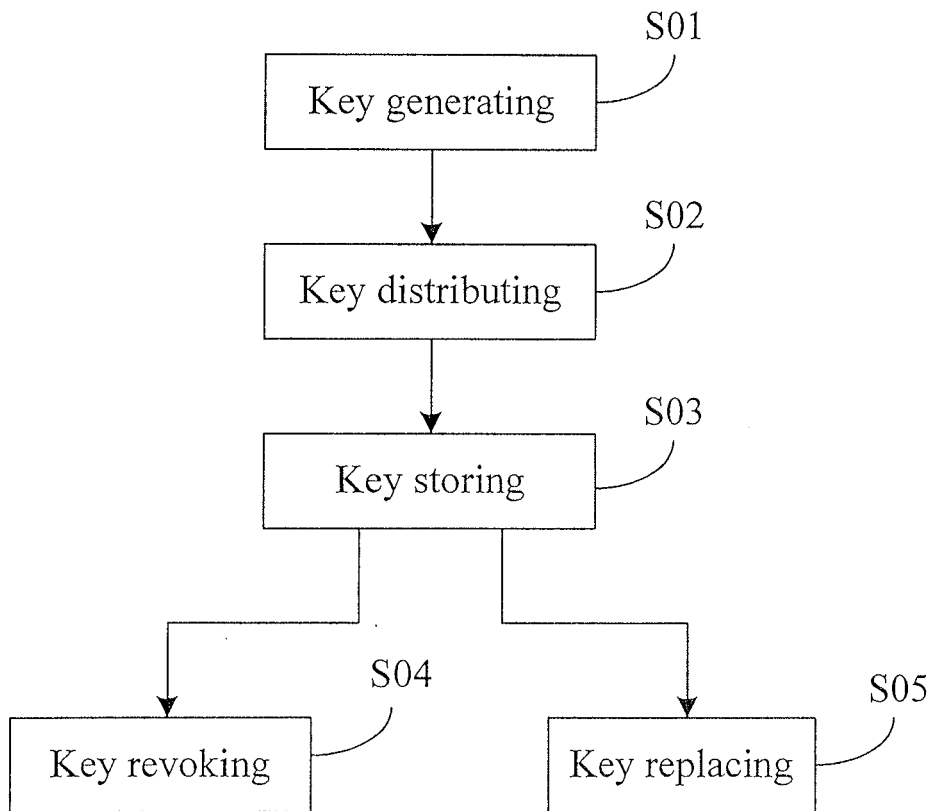 S01
Key generating
S02
Key distributing
S03
Key storing
S04
S05
Key revoking
Key replacing